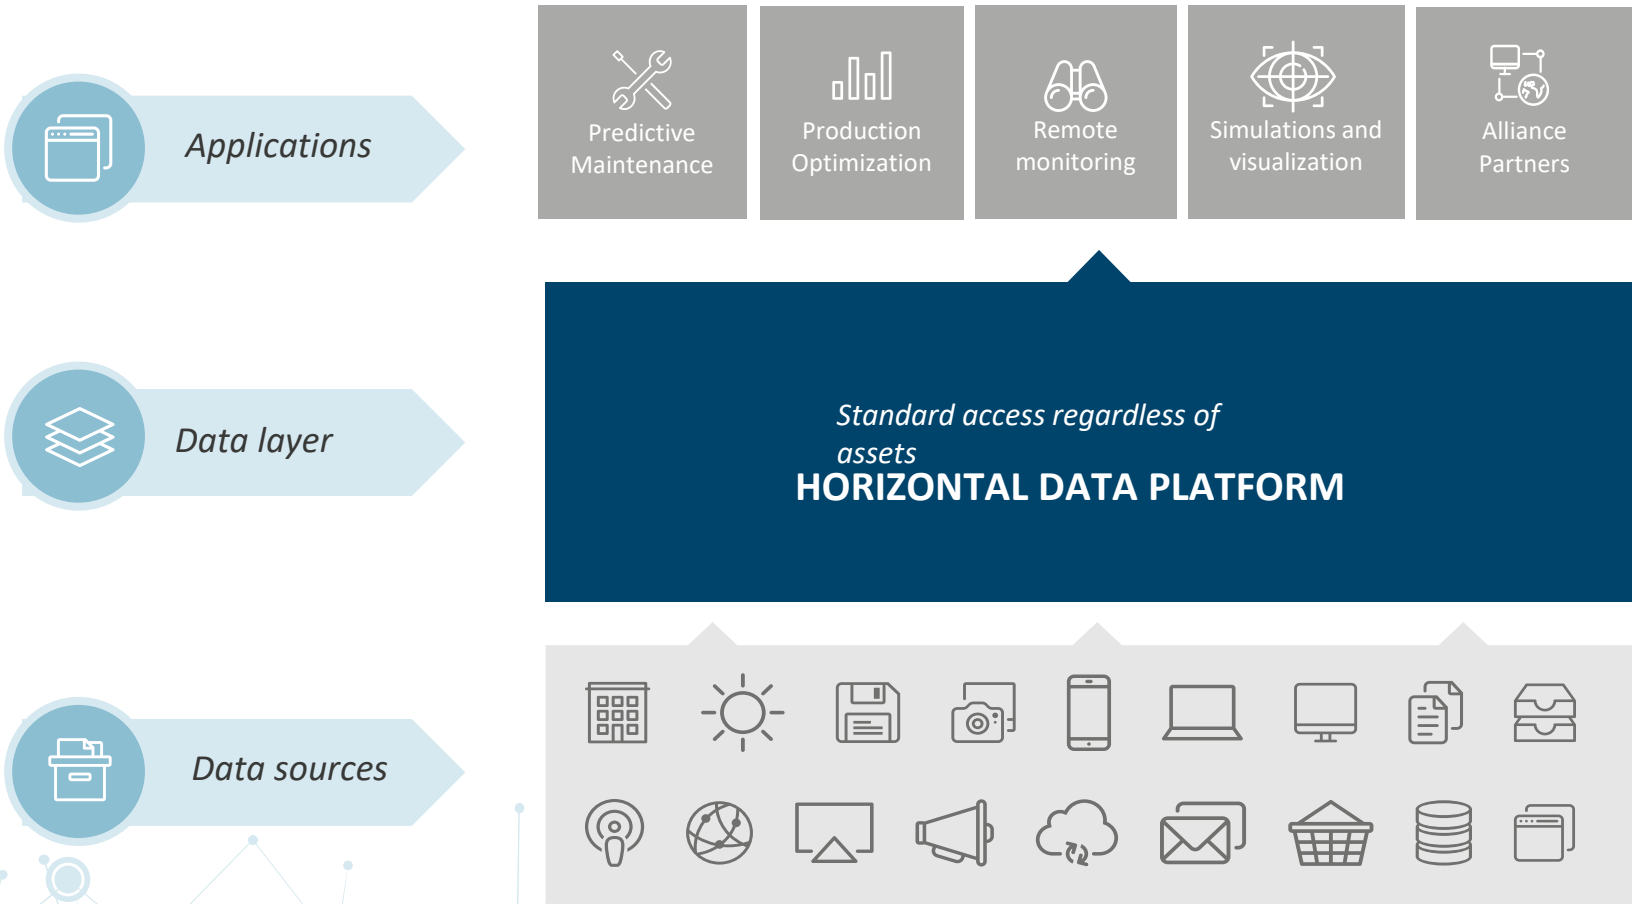 Applications
Predictive
Maintenance
Production
Optimization
Remote
monitoring
Simulations and
visualization
Alliance
Partners
Data layer
Standard access regardless of
assets
HORIZONTAL DATA PLATFORM
Data sources